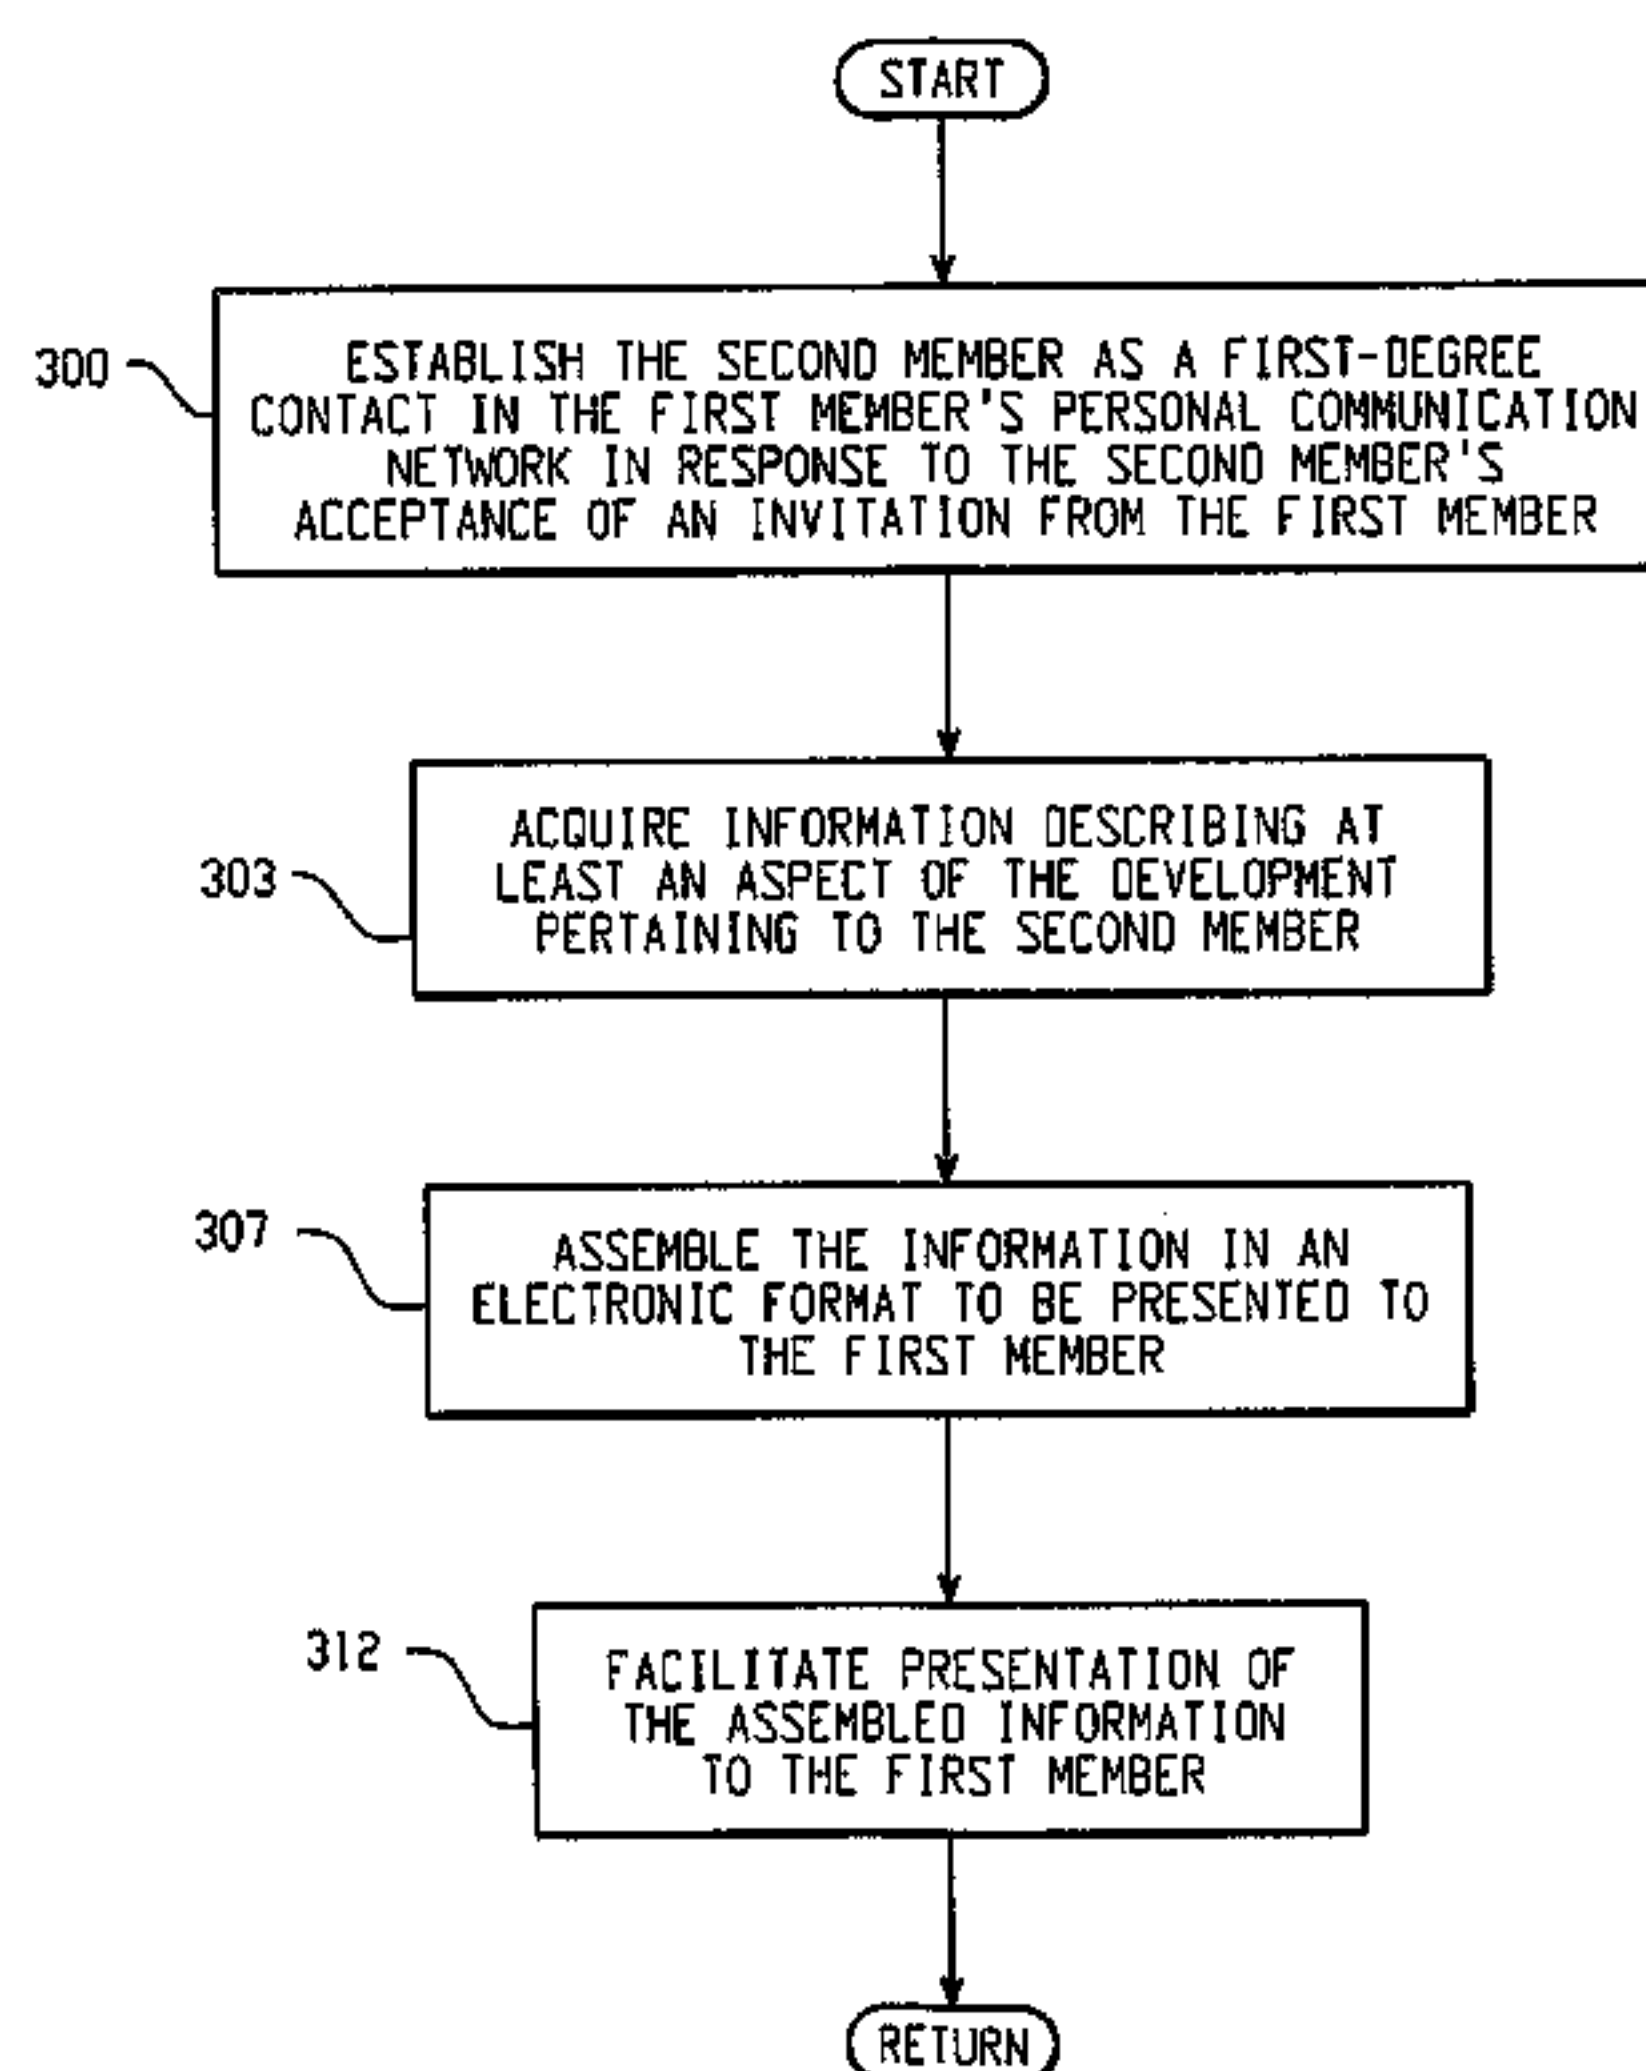 START
300
ESTABLISH THE SECOND MEMBER AS A FIRST-DEGREE
CONTACT IN THE FIRST MEMBER'S PERSONAL COMMUNICATION
NETWORK IN RESPONSE TO THE SECOND MEMBER'S
ACCEPTANCE OF AN INVITATION FROM THE FIRST MEMBER
303
ACQUIRE INFORMATION DESCRIBING AT
LEAST AN ASPECT OF THE DEVELOPMENT
PERTAINING TO THE SECOND MEMBER
307
ASSEMBLE THE INFORMATION IN AN
ELECTRONIC FORMAT TO BE PRESENTED TO
THE FIRST MEMBER
312
FACILITATE PRESENTATION OF
THE ASSEMBLED INFORMATION
TO THE FIRST MEMBER
RETURN